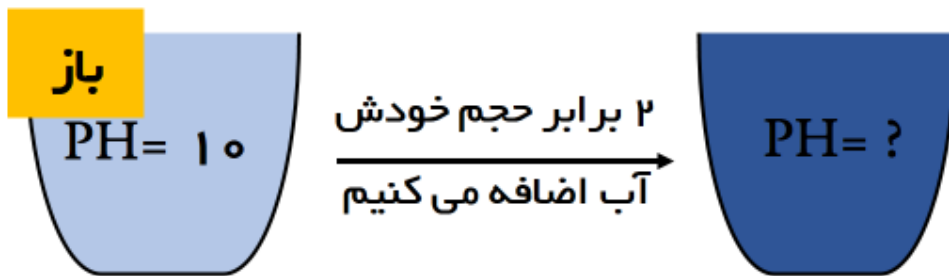 باز
PH= ۱۰
۲ برابر حجم خودش
آب اضافه می کنیم
PH= ?